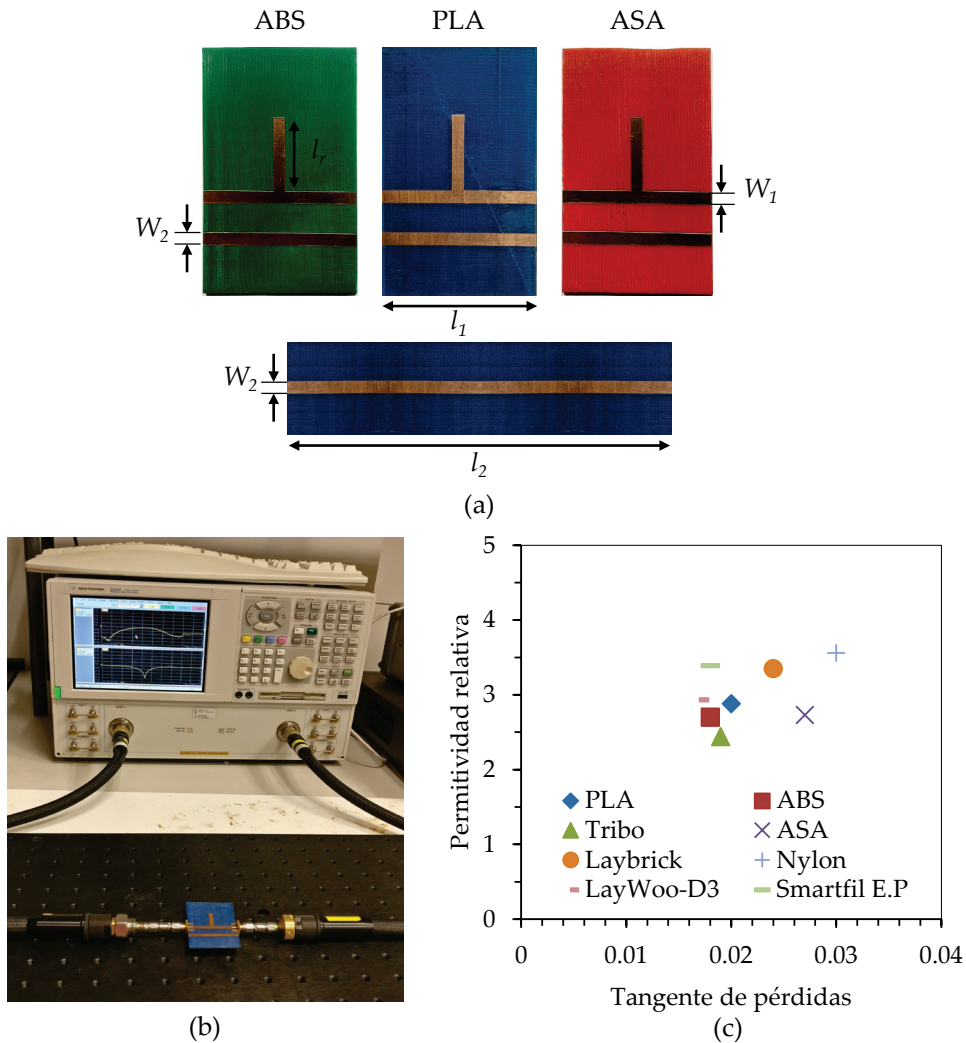 ABS PLA ASA
l_r
W_1
W_2
l_1
W_2
l_2
(a)
Agilent Technologies
5
4
3
2
1
0
0 0.01 0.02 0.03 0.04
Permitividad relativa
Tangente de pérdidas
PLA ABS
Tribo ASA
Laybrick Nylon
LayWoo-D3 Smartfil E.P
(b) (c)